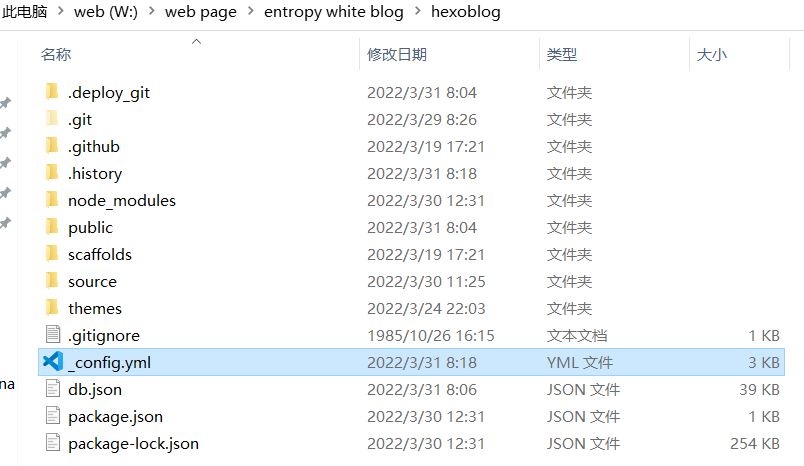 此电脑 > web (W:) > web page > entropy white blog > hexoblog
名称 修改日期 类型 大小
.deploy_git 2022/3/31 8:04 文件夹
.git 2022/3/29 8:26 文件夹
.github 2022/3/19 17:21 文件夹
.history 2022/3/31 8:18 文件夹
node_modules 2022/3/30 12:31 文件夹
public 2022/3/31 8:04 文件夹
scaffolds 2022/3/19 17:21 文件夹
source 2022/3/30 11:25 文件夹
themes 2022/3/24 22:03 文件夹
.gitignore 1985/10/26 16:15 文本文档 1 KB
_config.yml 2022/3/31 8:18 YML 文件 3 KB
na
db.json 2022/3/31 8:06 JSON 文件 39 KB
package.json 2022/3/30 12:31 JSON 文件 1 KB
package-lock.json 2022/3/30 12:31 JSON 文件 254 KB